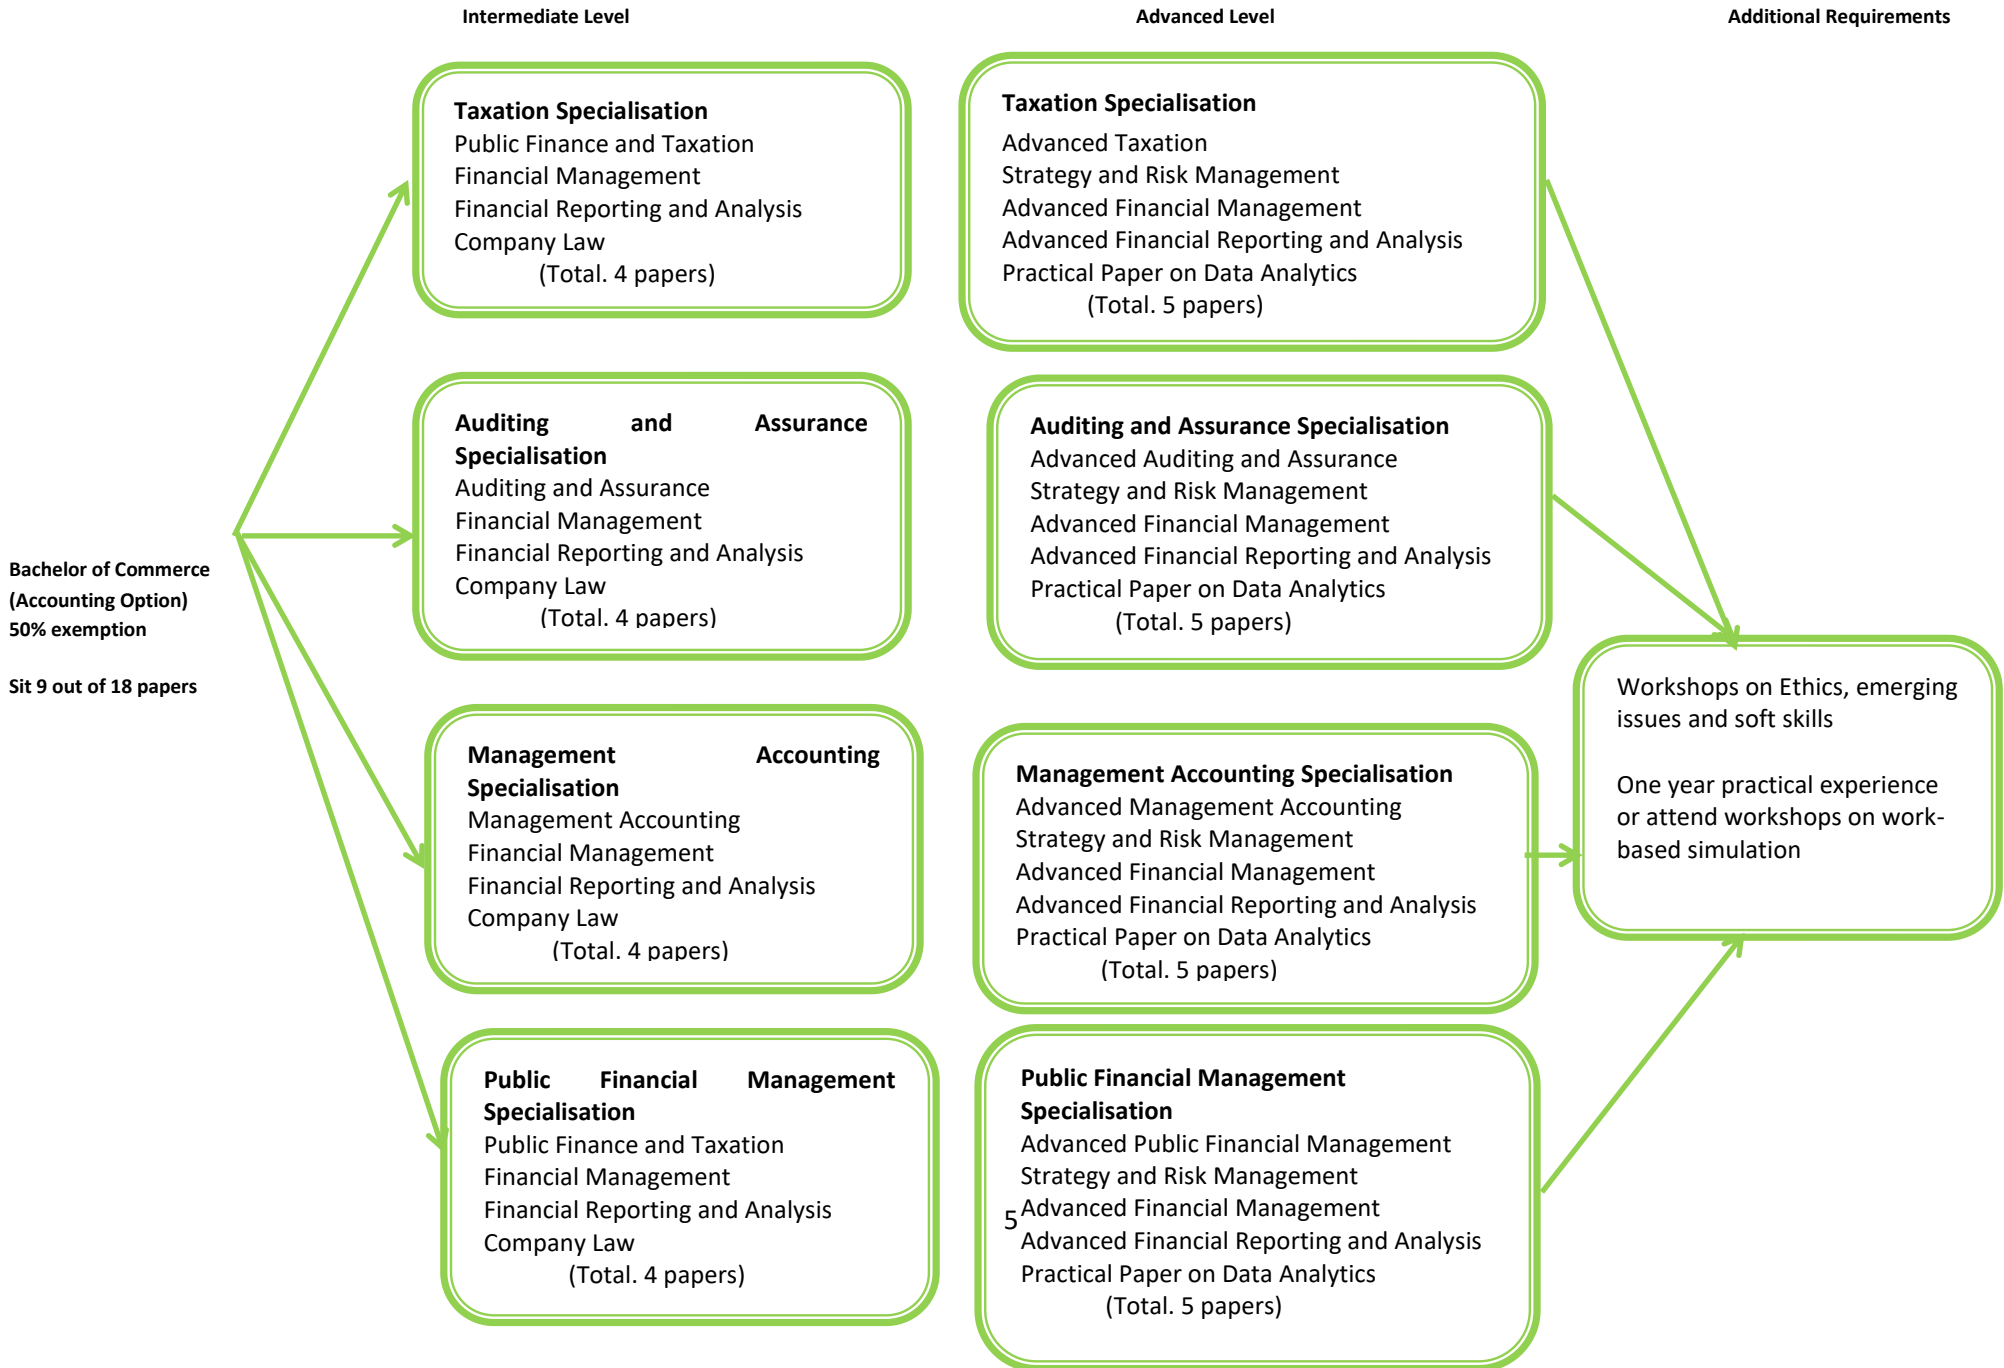 Intermediate Level
Advanced Level
Additional Requirements
Bachelor of Commerce
(Accounting Option)
50% exemption
Sit 9 out of 18 papers
Taxation Specialisation
Public Finance and Taxation
Financial Management
Financial Reporting and Analysis
Company Law
(Total. 4 papers)
Auditing and Assurance
Specialisation
Auditing and Assurance
Financial Management
Financial Reporting and Analysis
Company Law
(Total. 4 papers)
Management Accounting
Specialisation
Management Accounting
Financial Management
Financial Reporting and Analysis
Company Law
(Total. 4 papers)
Public Financial Management
Specialisation
Public Finance and Taxation
Financial Management
Financial Reporting and Analysis
Company Law
(Total. 4 papers)
Taxation Specialisation
Advanced Taxation
Strategy and Risk Management
Advanced Financial Management
Advanced Financial Reporting and Analysis
Practical Paper on Data Analytics
(Total. 5 papers)
Auditing and Assurance Specialisation
Advanced Auditing and Assurance
Strategy and Risk Management
Advanced Financial Management
Advanced Financial Reporting and Analysis
Practical Paper on Data Analytics
(Total. 5 papers)
Management Accounting Specialisation
Advanced Management Accounting
Strategy and Risk Management
Advanced Financial Management
Advanced Financial Reporting and Analysis
Practical Paper on Data Analytics
(Total. 5 papers)
Public Financial Management
Specialisation
Advanced Public Financial Management
Strategy and Risk Management
Advanced Financial Management
Advanced Financial Reporting and Analysis
Practical Paper on Data Analytics
(Total. 5 papers)
5
Workshops on Ethics, emerging
issues and soft skills
One year practical experience
or attend workshops on work-
based simulation